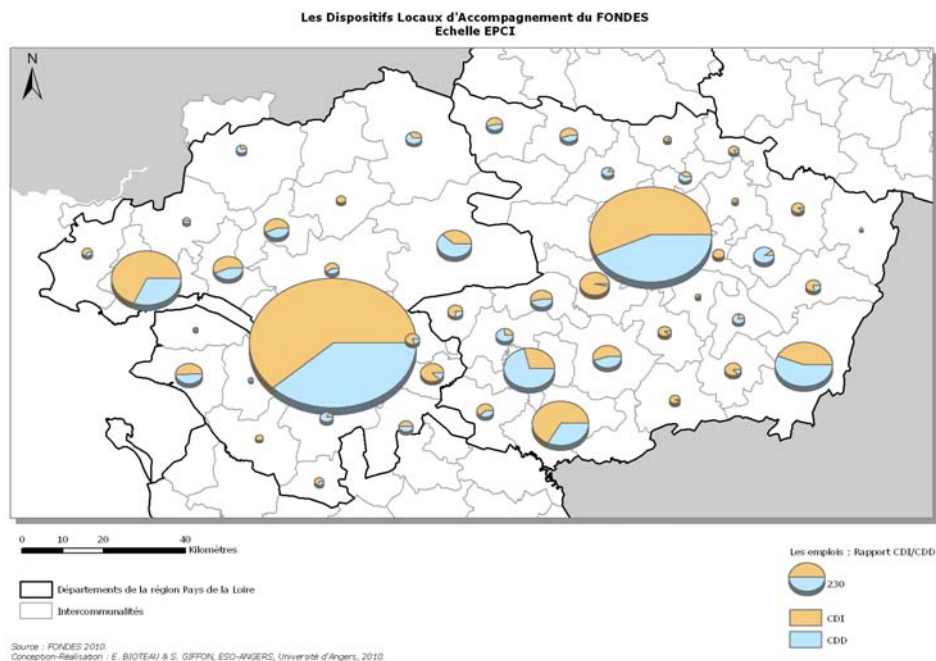 Les Dispositifs Locaux d'Accompagnement du FONDES
Echelle EPCI
N
0 10 20 40
Kilomètres
Départements de la région Pays de la Loire
Intercommunalités
Les emplois : Rapport CDI/CDD
230
CDI
CDD
Source : FONDES 2010.
Conception-Réalisation : E. BIOTEAU & S. GIFFON, ESO-ANGERS, Université d'Angers, 2010.